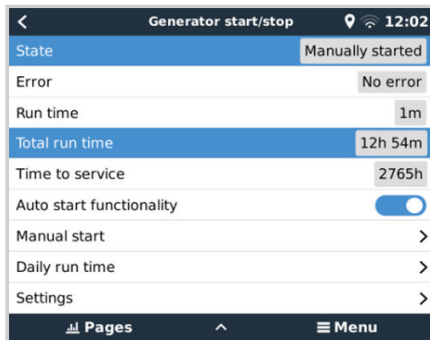 Generator start/stop 12:02
State Manually started
Error No error
Run time 1m
Total run time 12h 54m
Time to service 2765h
Auto start functionality
Manual start
Daily run time
Settings
Pages Menu